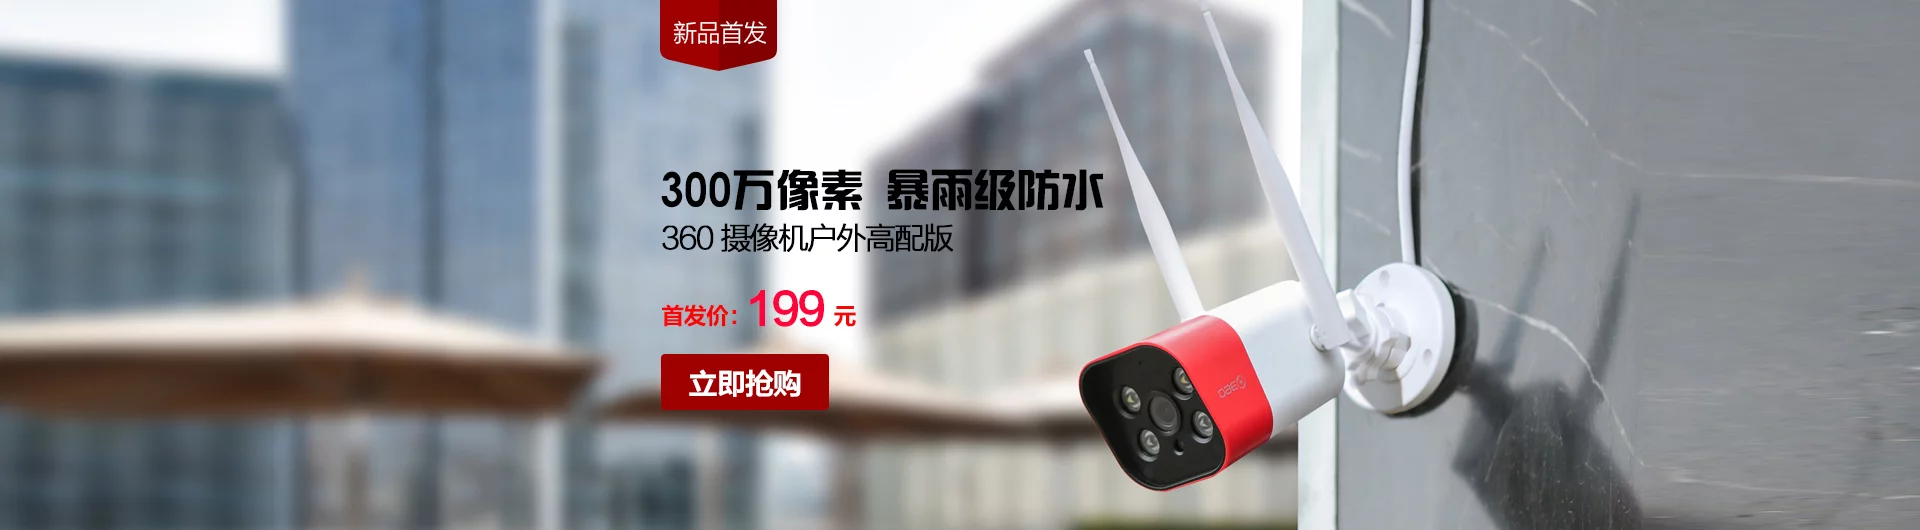 新品首发
300万像素 暴雨级防水
360 摄像机户外高配版
首发价：199 元
立即抢购
360